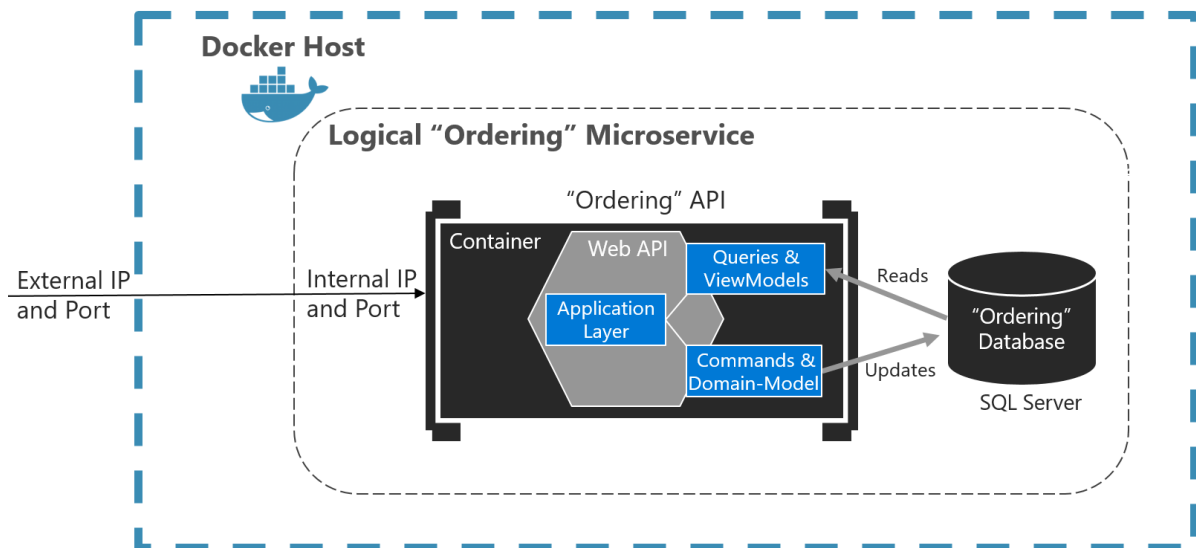 Docker Host
Logical “Ordering” Microservice
“Ordering” API
Container
Web API
Queries &
ViewModels
Application
Layer
Commands &
Domain-Model
External IP
and Port
Internal IP
and Port
Reads
Updates
“Ordering”
Database
SQL Server